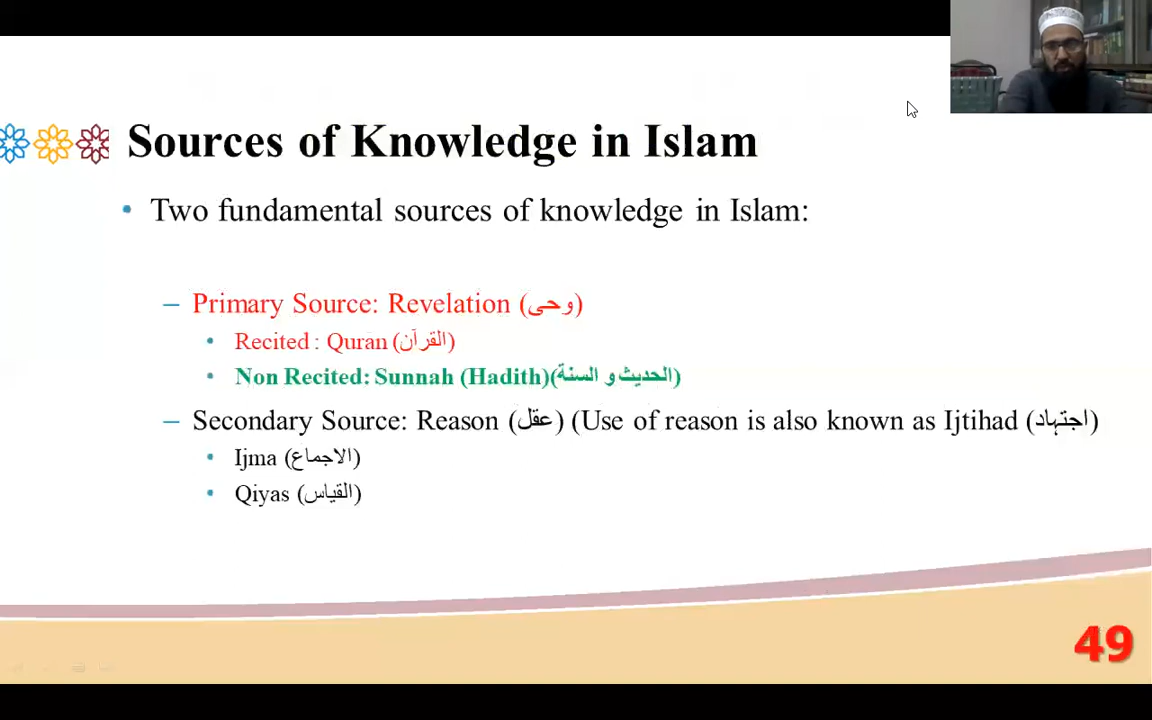 Sources of Knowledge in Islam
• Two fundamental sources of knowledge in Islam:
– Primary Source: Revelation (وحی)
• Recited : Quran (القرآن)
• Non Recited: Sunnah (Hadith)(الحديث و السنة)
– Secondary Source: Reason (عقل) (Use of reason is also known as Ijtihad (اجتہاد)
• Ijma (الاجماع)
• Qiyas (القياس)
49